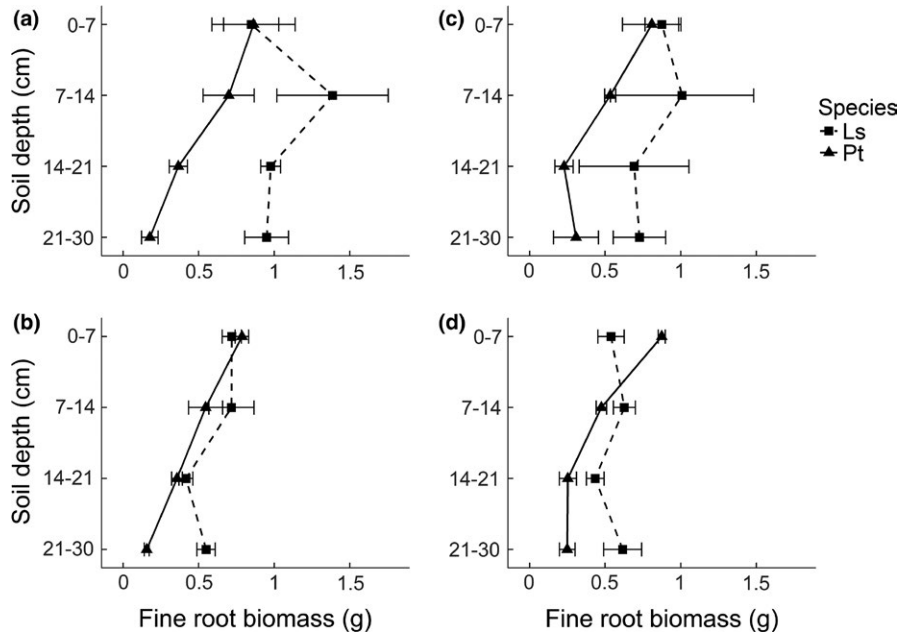 (a)
Soil depth (cm)
0-7
7-14
14-21
21-30
0
0.5
1
1.5
(c)
0-7
7-14
14-21
21-30
0
0.5
1
1.5
Species
Ls
Pt
(b)
Soil depth (cm)
0-7
7-14
14-21
21-30
0
0.5
1
1.5
Fine root biomass (g)
(d)
0-7
7-14
14-21
21-30
0
0.5
1
1.5
Fine root biomass (g)